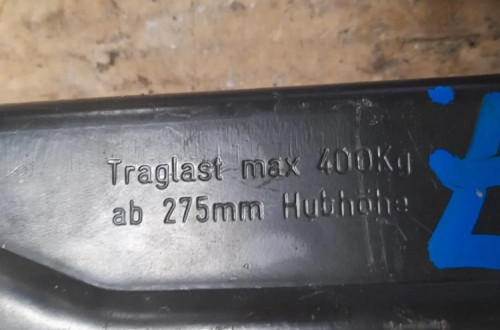 Traglast max 400Kg
ab 275mm Hubhöhe